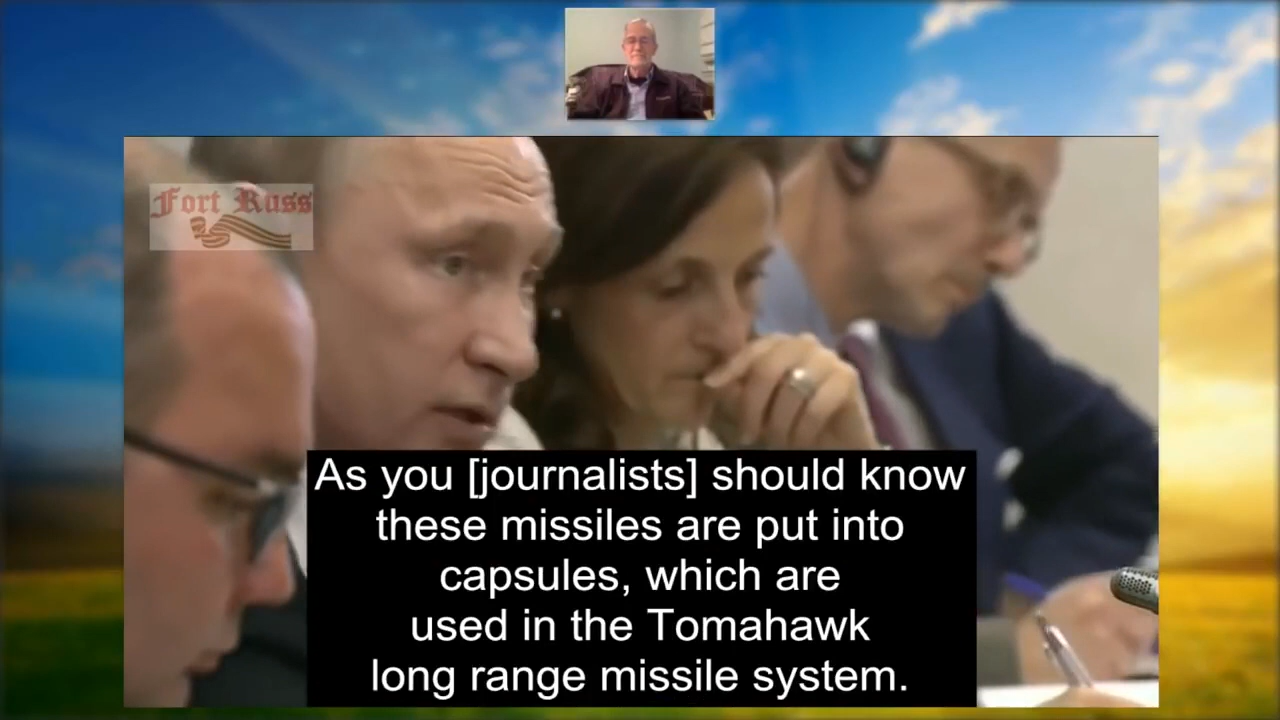 Fort Russ
As you [journalists] should know
these missiles are put into
capsules, which are
used in the Tomahawk
long range missile system.